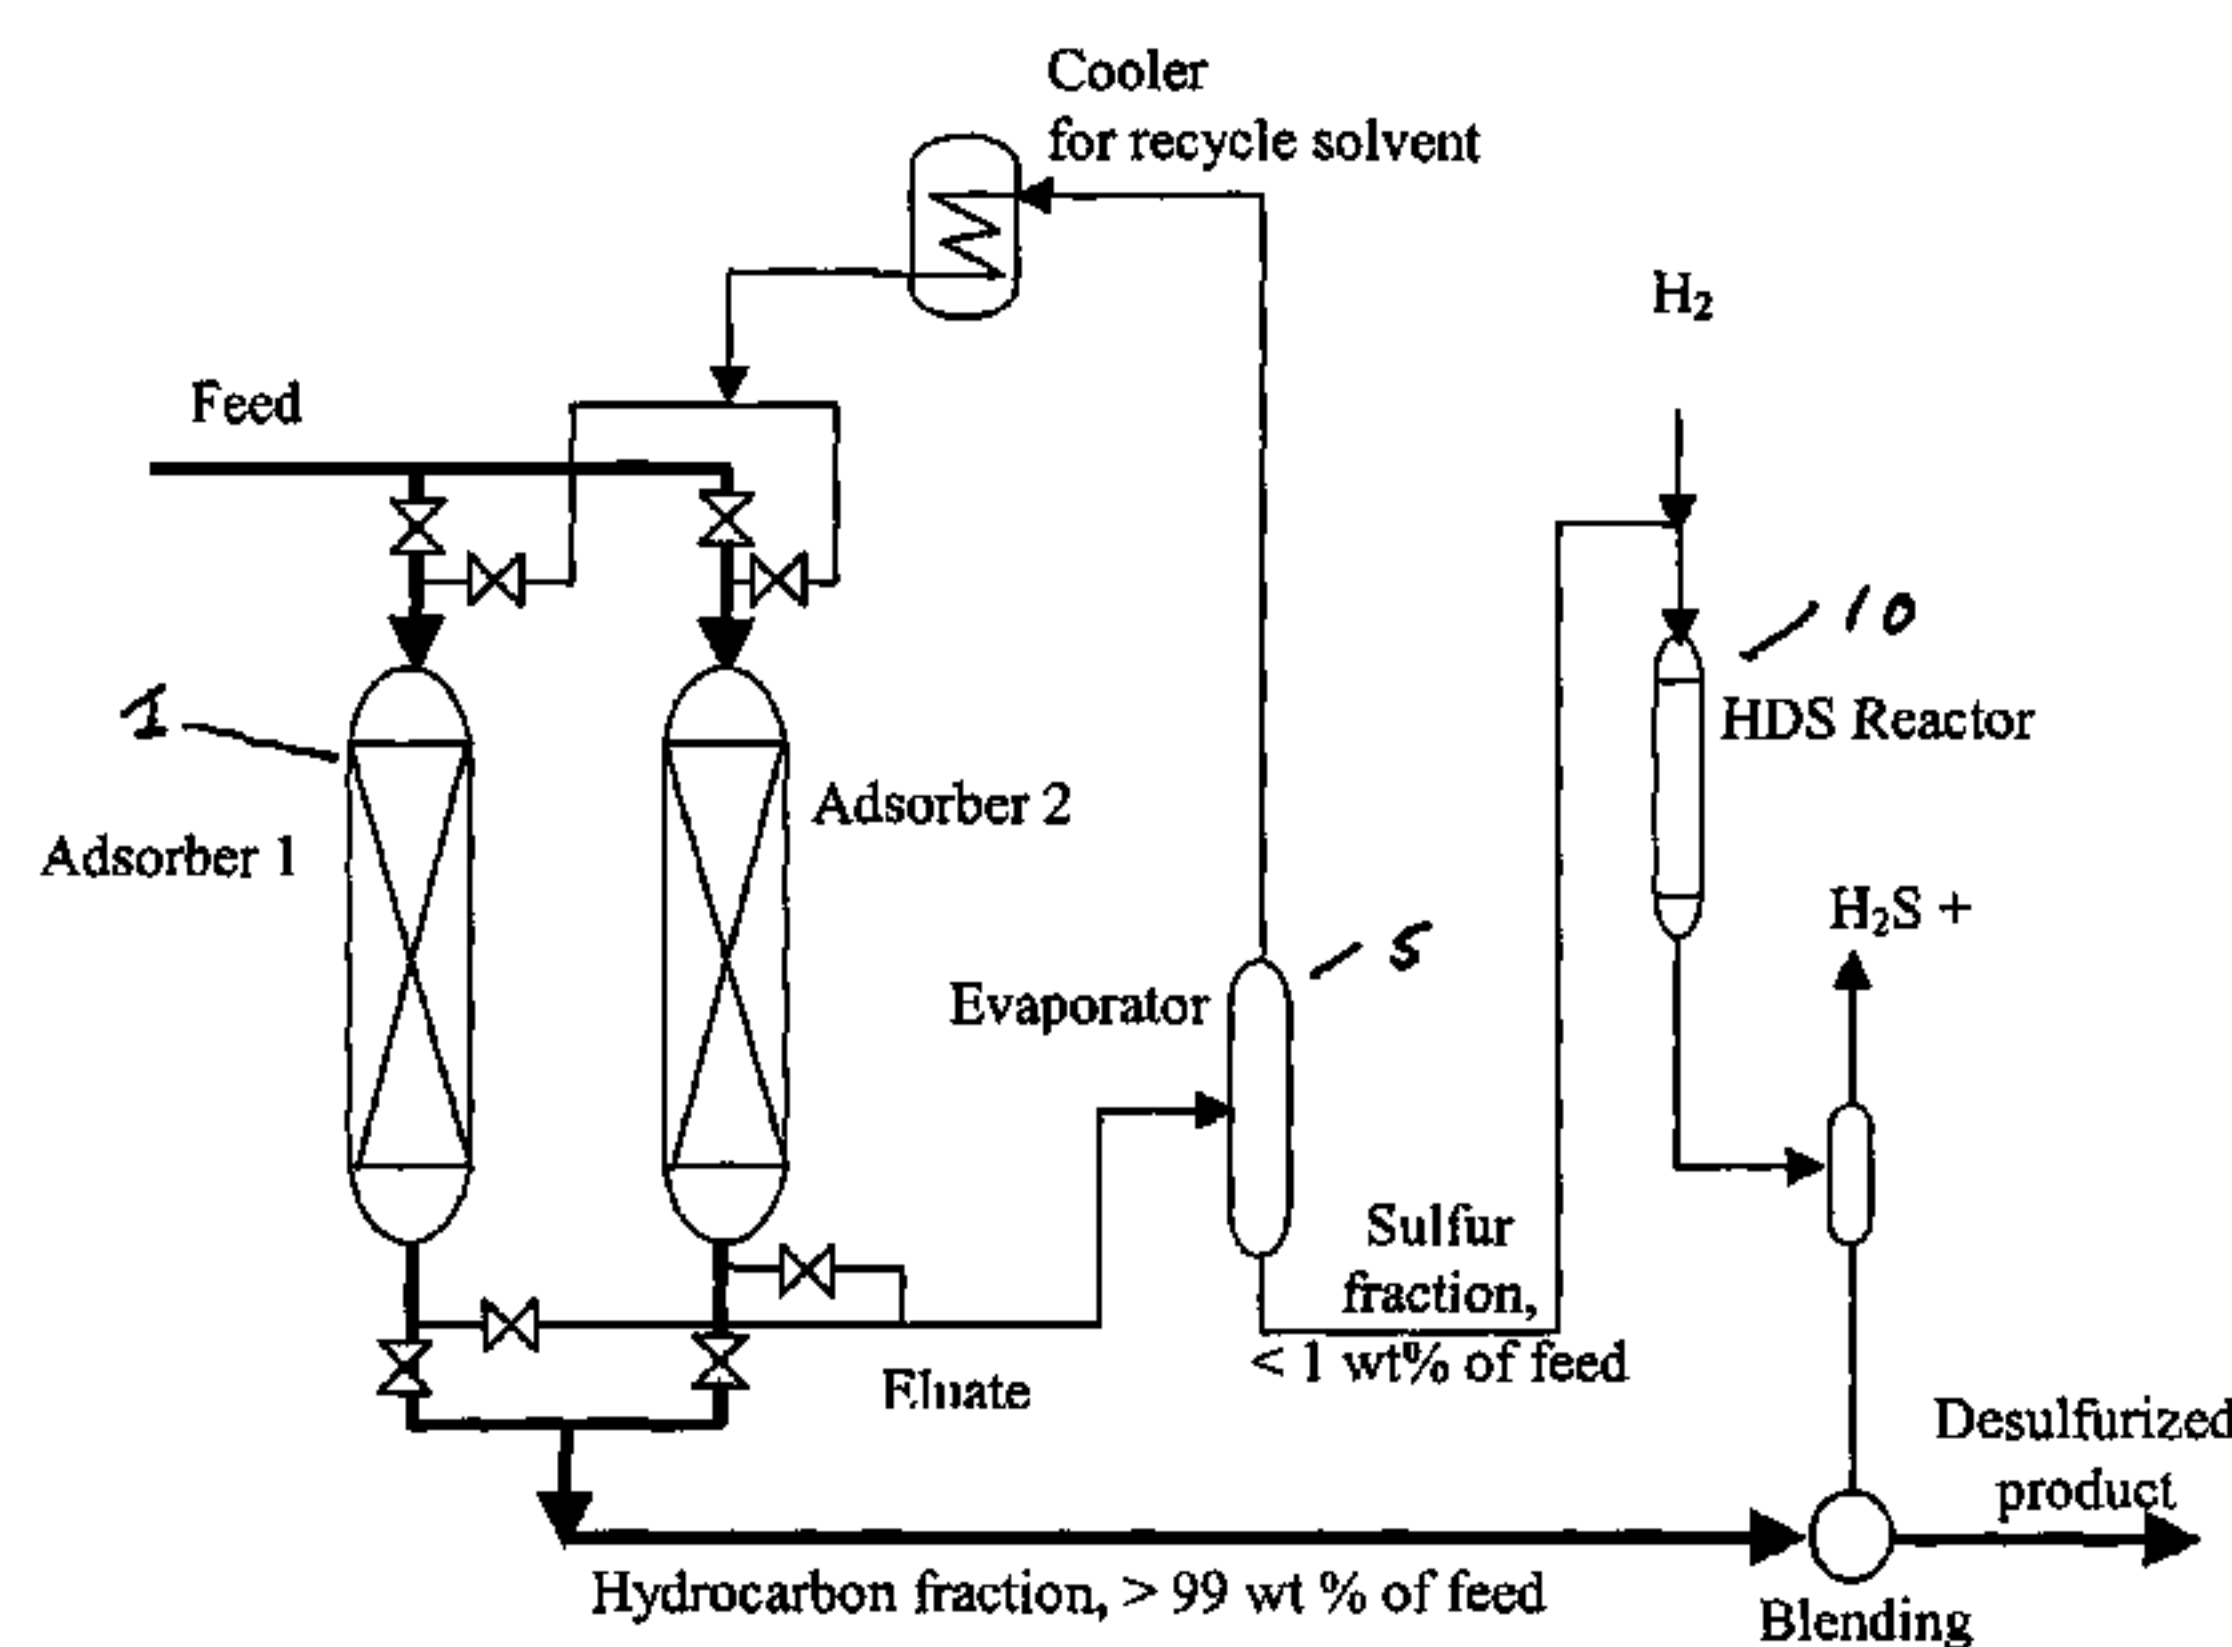 Cooler
for recycle solvent
H₂
Feed
10
1
HDS Reactor
Adsorber 2
Adsorber 1
H₂S +
5
Evaporator
Sulfur
fraction,
< 1 wt% of feed
Eluate
Desulfurized
product
Hydrocarbon fraction, > 99 wt % of feed
Blending